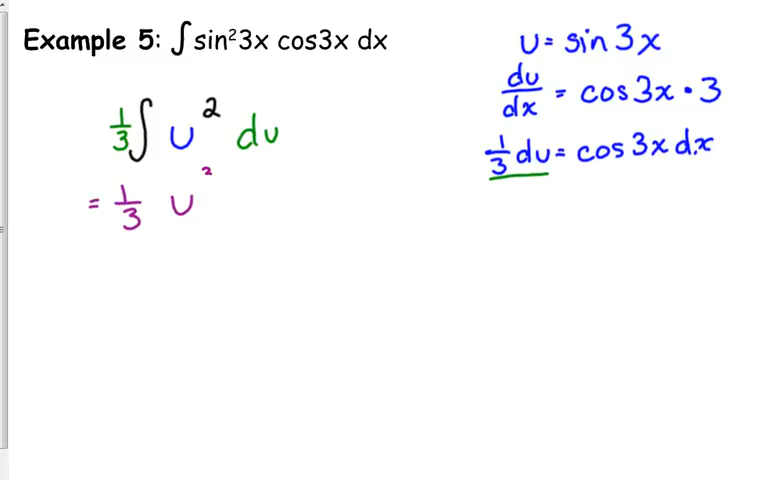 Example 5: ∫ sin²3x cos3x dx
u = sin 3x
du/dx = cos 3x • 3
1/3 du = cos 3x dx
1/3 ∫ u² du
= 1/3 u²